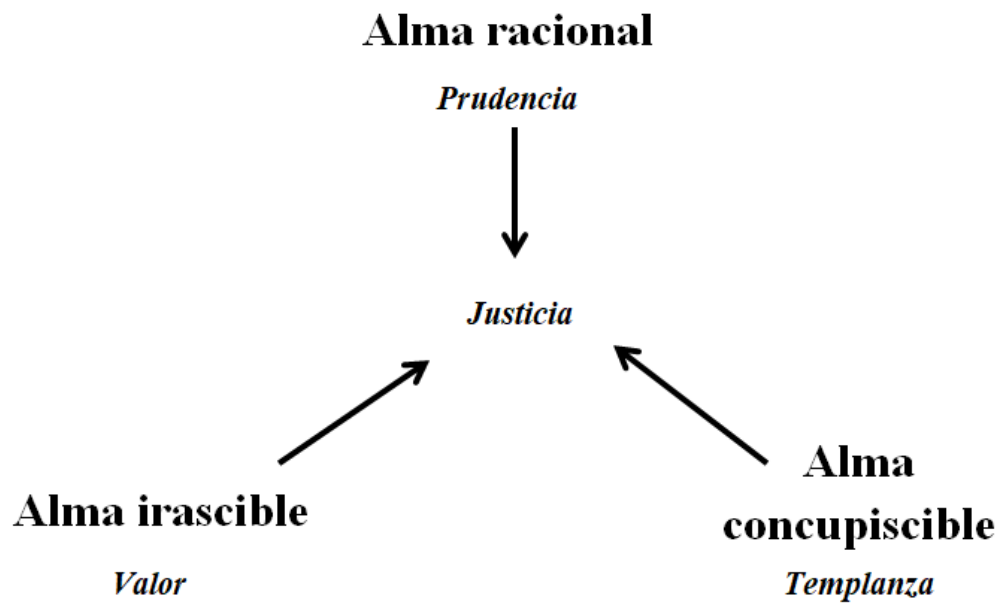 Alma racional
Prudencia
Justicia
Alma irascible
Valor
Alma
concupiscible
Templanza